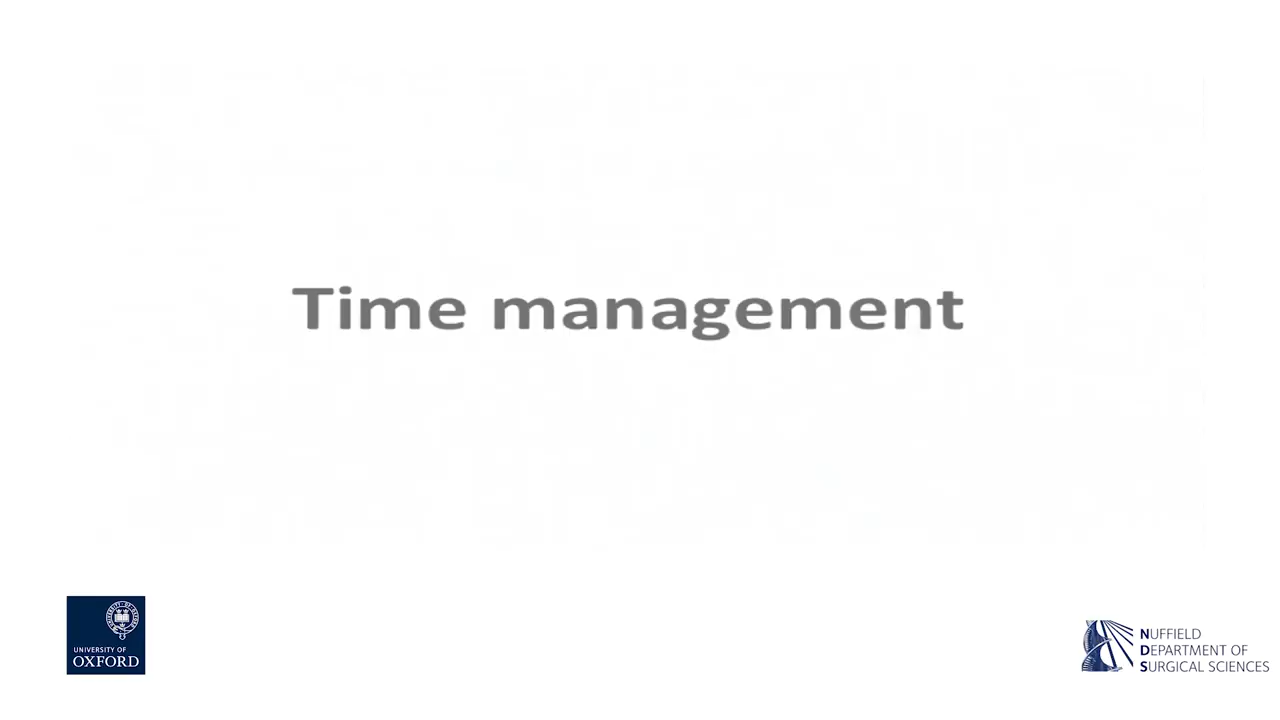 Time management
UNIVERSITY OF
OXFORD
NUFFIELD
DEPARTMENT OF
SURGICAL SCIENCES